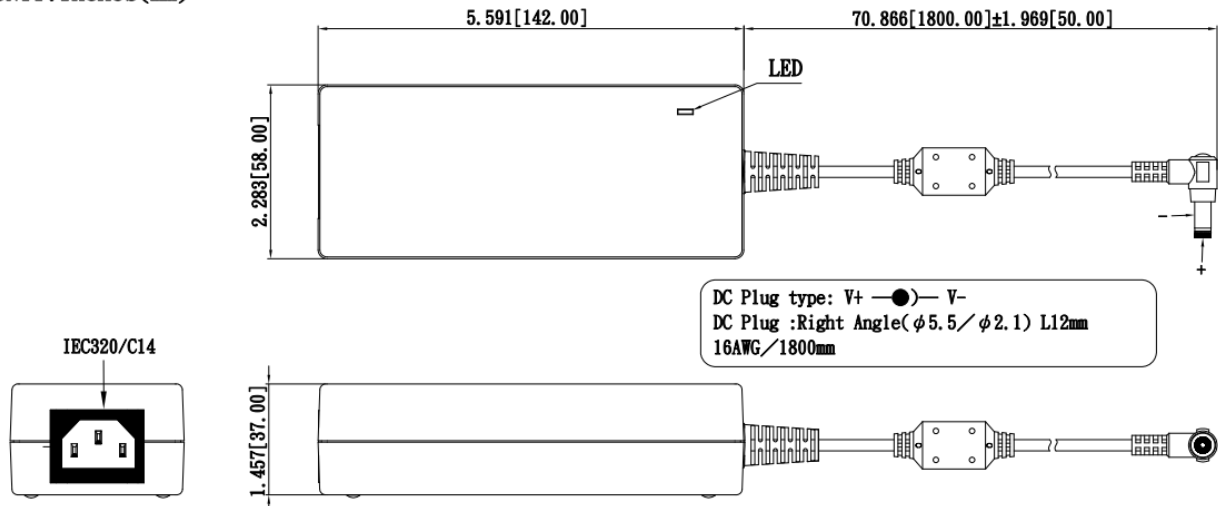 5.591[142.00]
70.866[1800.00]±1.969[50.00]
LED
2.283[58.00]
-
+
DC Plug type: V+ —●)— V-
DC Plug :Right Angle(φ5.5／φ2.1) L12mm
16AWG／1800mm
IEC320/C14
1.457[37.00]